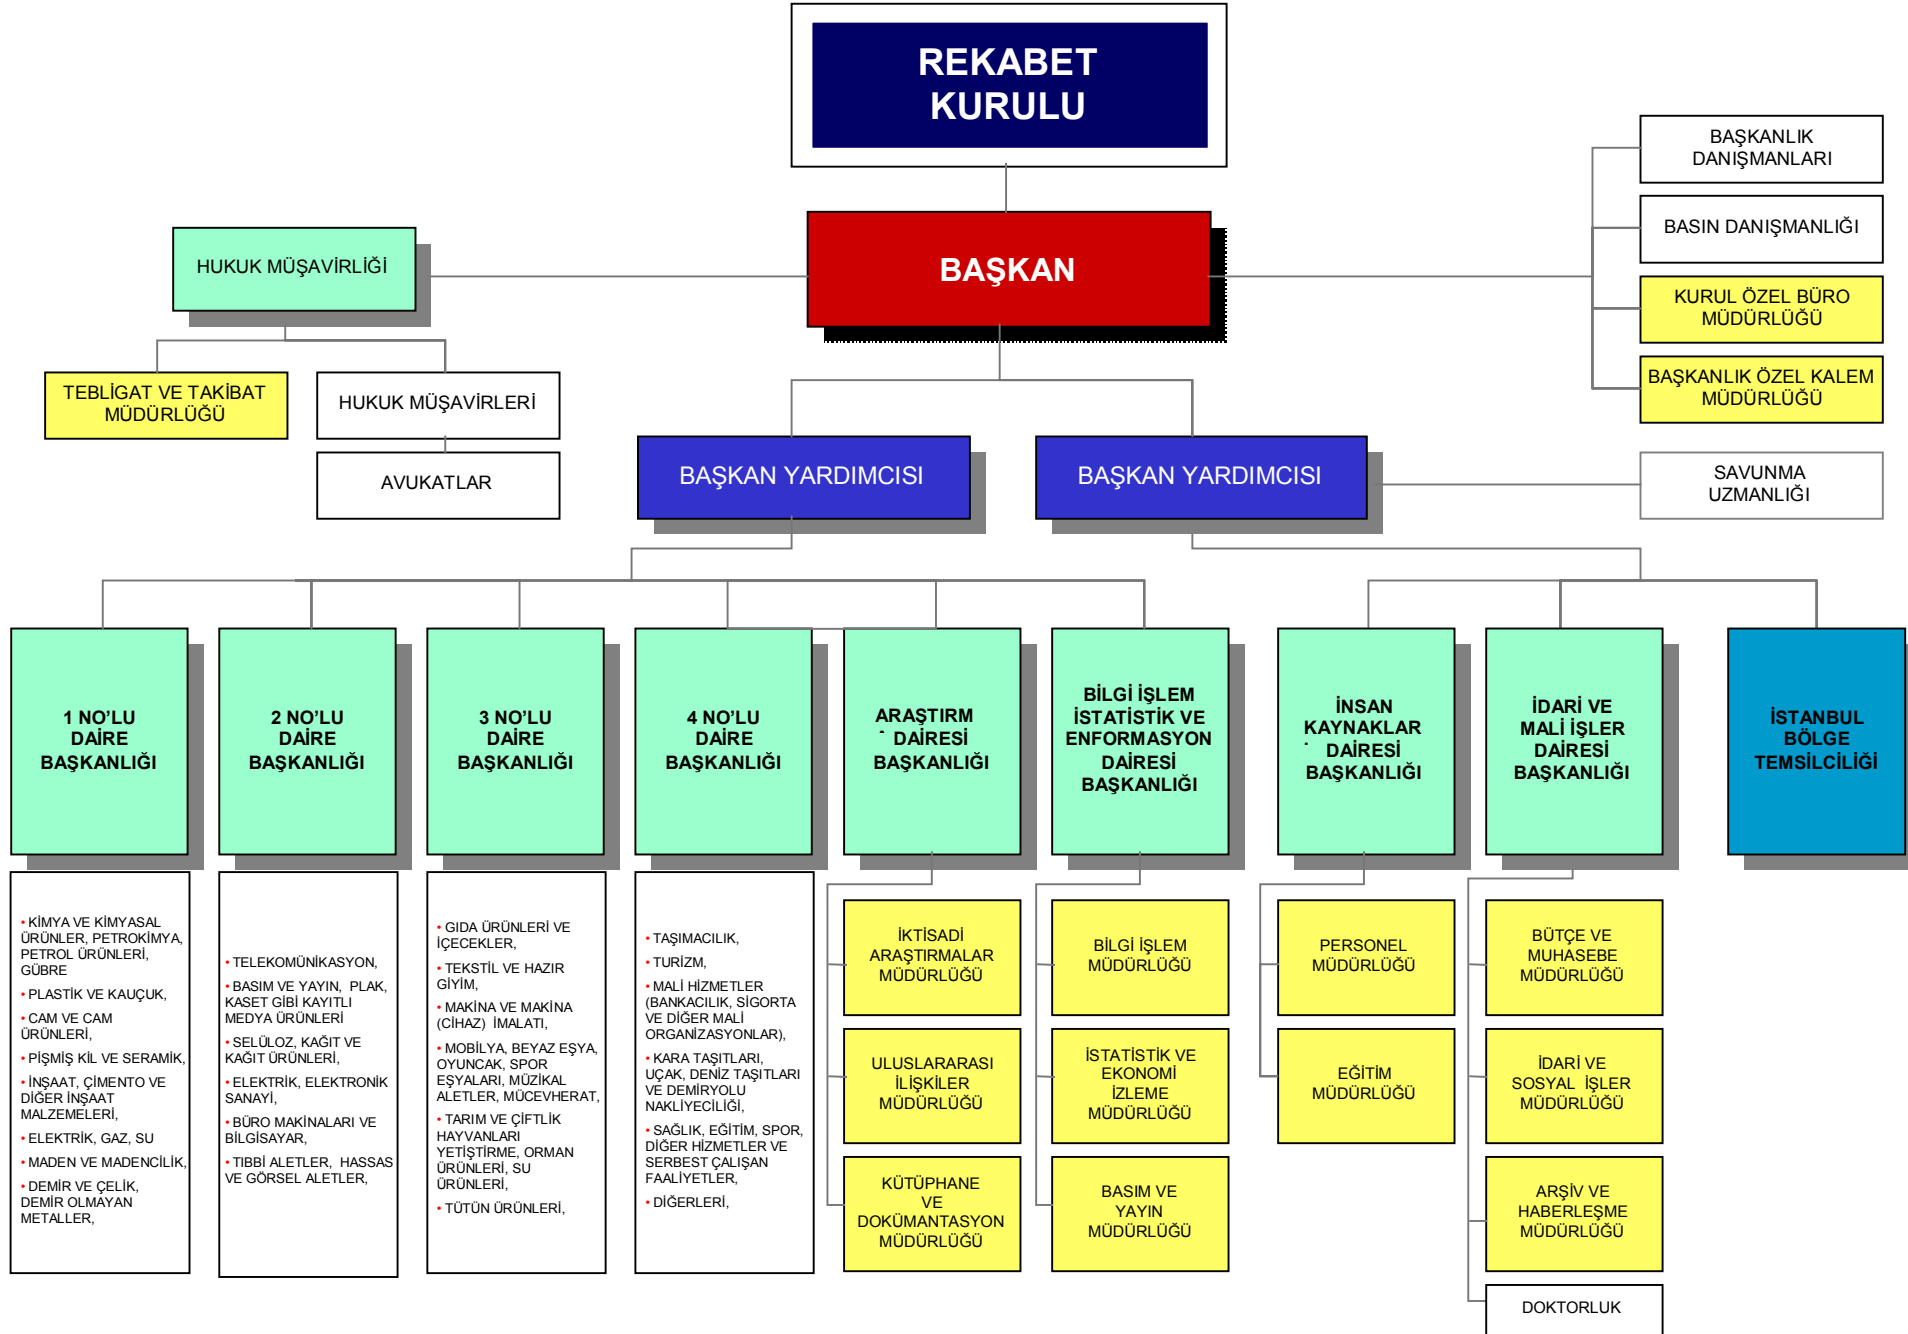 REKABET
KURULU
BAŞKANLIK
DANIŞMANLARI
BASIN DANIŞMANLIĞI
HUKUK MÜŞAVİRLİĞİ
BAŞKAN
KURUL ÖZEL BÜRO
MÜDÜRLÜĞÜ
BAŞKANLIK ÖZEL KALEM
MÜDÜRLÜĞÜ
TEBLİGAT VE TAKİBAT
MÜDÜRLÜĞÜ
HUKUK MÜŞAVİRLERİ
AVUKATLAR
BAŞKAN YARDIMCISI
BAŞKAN YARDIMCISI
SAVUNMA
UZMANLIĞI
1 NO’LU
DAİRE
BAŞKANLIĞI
2 NO’LU
DAİRE
BAŞKANLIĞI
3 NO’LU
DAİRE
BAŞKANLIĞI
4 NO’LU
DAİRE
BAŞKANLIĞI
ARAŞTIRM
DAİRESİ
BAŞKANLIĞI
BİLGİ İŞLEM
İSTATİSTİK VE
ENFORMASYON
DAİRESİ
BAŞKANLIĞI
İNSAN
KAYNAKLAR
DAİRESİ
BAŞKANLIĞI
İDARİ VE
MALİ İŞLER
DAİRESİ
BAŞKANLIĞI
İSTANBUL
BÖLGE
TEMSİLCİLİĞİ
• KİMYA VE KİMYASAL
ÜRÜNLER, PETROKİMYA,
PETROL ÜRÜNLERİ,
GÜBRE
• PLASTİK VE KAUÇUK,
• CAM VE CAM
ÜRÜNLERİ,
• PİŞMİŞ KİL VE SERAMİK,
• İNŞAAT, ÇİMENTO VE
DİĞER İNŞAAT
MALZEMELERİ,
• ELEKTRİK, GAZ, SU
• MADEN VE MADENCİLİK,
• DEMİR VE ÇELİK,
DEMİR OLMAYAN
METALLER,
• TELEKOMÜNİKASYON,
• BASIM VE YAYIN, PLAK,
KASET GİBİ KAYITLI
MEDYA ÜRÜNLERİ
• SELÜLOZ, KAĞIT VE
KAĞIT ÜRÜNLERİ,
• ELEKTRİK, ELEKTRONİK
SANAYİ,
• BÜRO MAKİNALARI VE
BİLGİSAYAR,
• TIBBİ ALETLER, HASSAS
VE GÖRSEL ALETLER,
• GIDA ÜRÜNLERİ VE
İÇECEKLER,
• TEKSTİL VE HAZIR
GİYİM,
• MAKİNA VE MAKİNA
(CİHAZ) İMALATI,
• MOBİLYA, BEYAZ EŞYA,
OYUNCAK, SPOR
EŞYALARI, MÜZİKAL
ALETLER, MÜCEVHERAT,
• TARIM VE ÇİFTLİK
HAYVANLARI
YETİŞTİRME, ORMAN
ÜRÜNLERİ, SU
ÜRÜNLERİ,
• TÜTÜN ÜRÜNLERİ,
• TAŞIMACILIK,
• TURİZM,
• MALİ HİZMETLER
(BANKACILIK, SİGORTA
VE DİĞER MALİ
ORGANİZASYONLAR),
• KARA TAŞITLARI,
UÇAK, DENİZ TAŞITLARI
VE DEMİRYOLU
NAKLİYECİLİĞİ,
• SAĞLIK, EĞİTİM, SPOR,
DİĞER HİZMETLER VE
SERBEST ÇALIŞAN
FAALİYETLER,
• DİĞERLERİ,
İKTİSADİ
ARAŞTIRMALAR
MÜDÜRLÜĞÜ
ULUSLARARASI
İLİŞKİLER
MÜDÜRLÜĞÜ
KÜTÜPHANE
VE
DOKÜMANTASYON
MÜDÜRLÜĞÜ
BİLGİ İŞLEM
MÜDÜRLÜĞÜ
İSTATİSTİK VE
EKONOMİ
İZLEME
MÜDÜRLÜĞÜ
BASIM VE
YAYIN
MÜDÜRLÜĞÜ
PERSONEL
MÜDÜRLÜĞÜ
EĞİTİM
MÜDÜRLÜĞÜ
BÜTÇE VE
MUHASEBE
MÜDÜRLÜĞÜ
İDARİ VE
SOSYAL İŞLER
MÜDÜRLÜĞÜ
ARŞİV VE
HABERLEŞME
MÜDÜRLÜĞÜ
DOKTORLUK